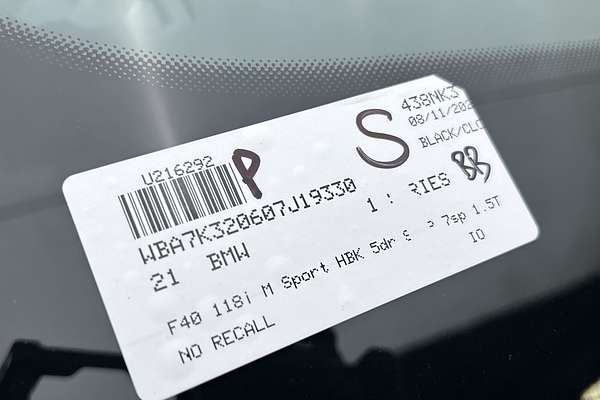 U216292 P S 438NK3
08/11/202
BLACK/CLO
WBA7K320607J19330 1 : RIES BB
21 BMW
F40 118i M Sport HBK 5dr S 7sp 1.5T
NO RECALL IO